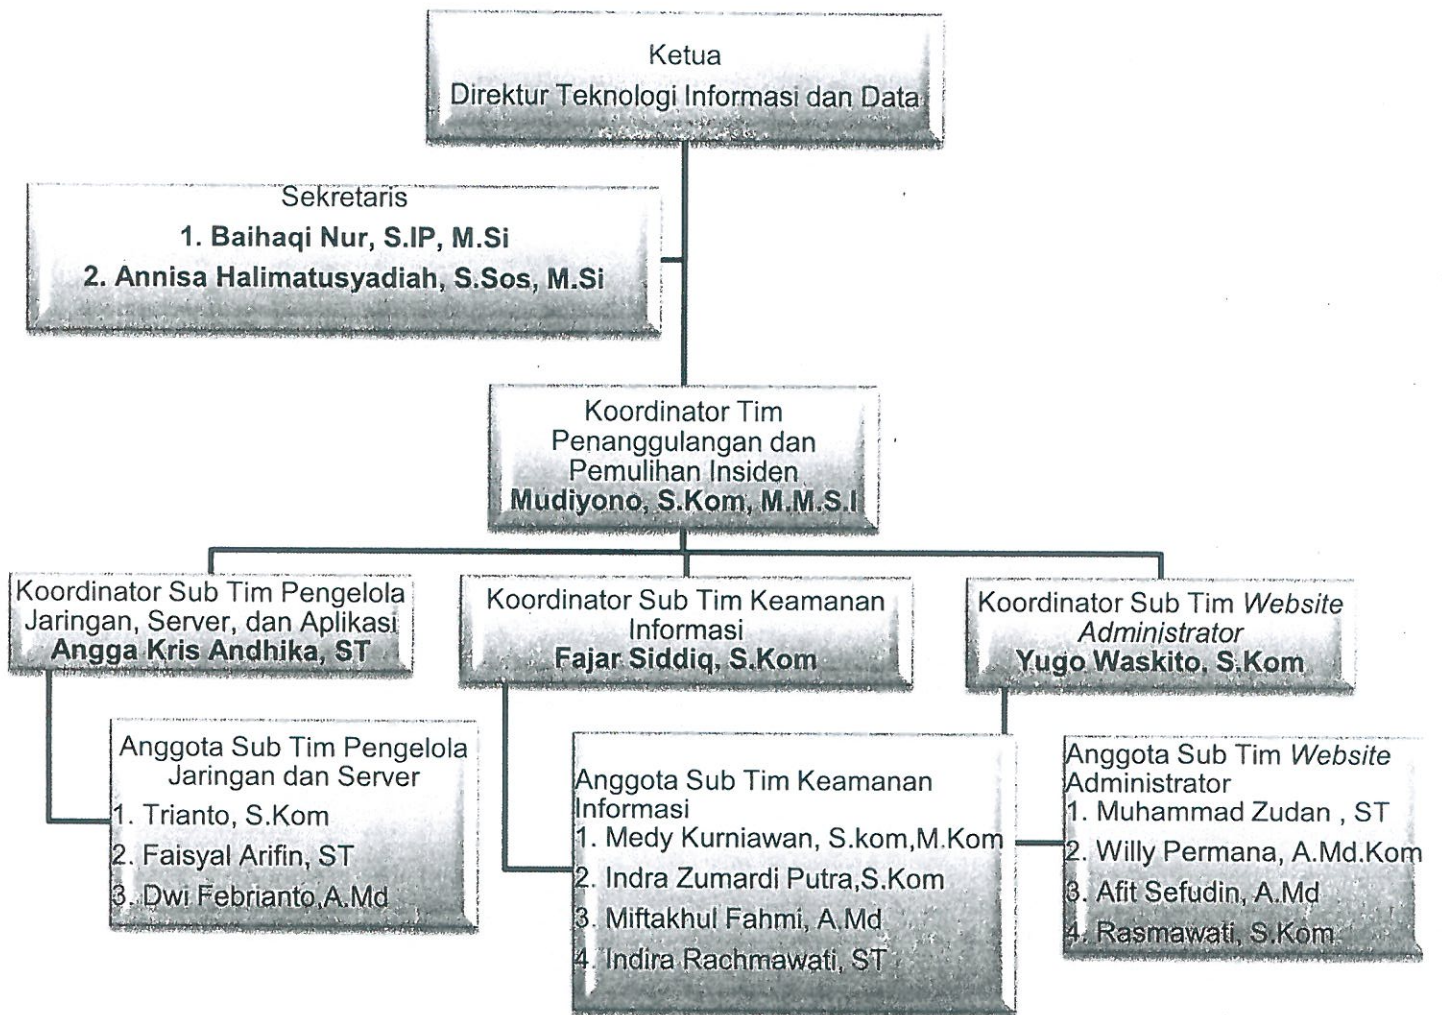 Ketua
Direktur Teknologi Informasi dan Data
Sekretaris
1. Baihaqi Nur, S.IP, M.Si
2. Annisa Halimatusyadiah, S.Sos, M.Si
Koordinator Tim
Penanggulangan dan
Pemulihan Insiden
Mudiyono, S.Kom, M.M.S.I
Koordinator Sub Tim Pengelola
Jaringan, Server, dan Aplikasi
Angga Kris Andhika, ST
Koordinator Sub Tim Keamanan
Informasi
Fajar Siddiq, S.Kom
Koordinator Sub Tim Website
Administrator
Yugo Waskito, S.Kom
Anggota Sub Tim Pengelola
Jaringan dan Server
1. Trianto, S.Kom
2. Faisyal Arifin, ST
3. Dwi Febrianto,A.Md
Anggota Sub Tim Keamanan
Informasi
1. Medy Kurniawan, S.kom,M.Kom
2. Indra Zumardi Putra,S.Kom
3. Miftakhul Fahmi, A.Md
4. Indira Rachmawati, ST
Anggota Sub Tim Website
Administrator
1. Muhammad Zudan , ST
2. Willy Permana, A.Md.Kom
3. Afit Sefudin, A.Md
4. Rasmawati, S.Kom